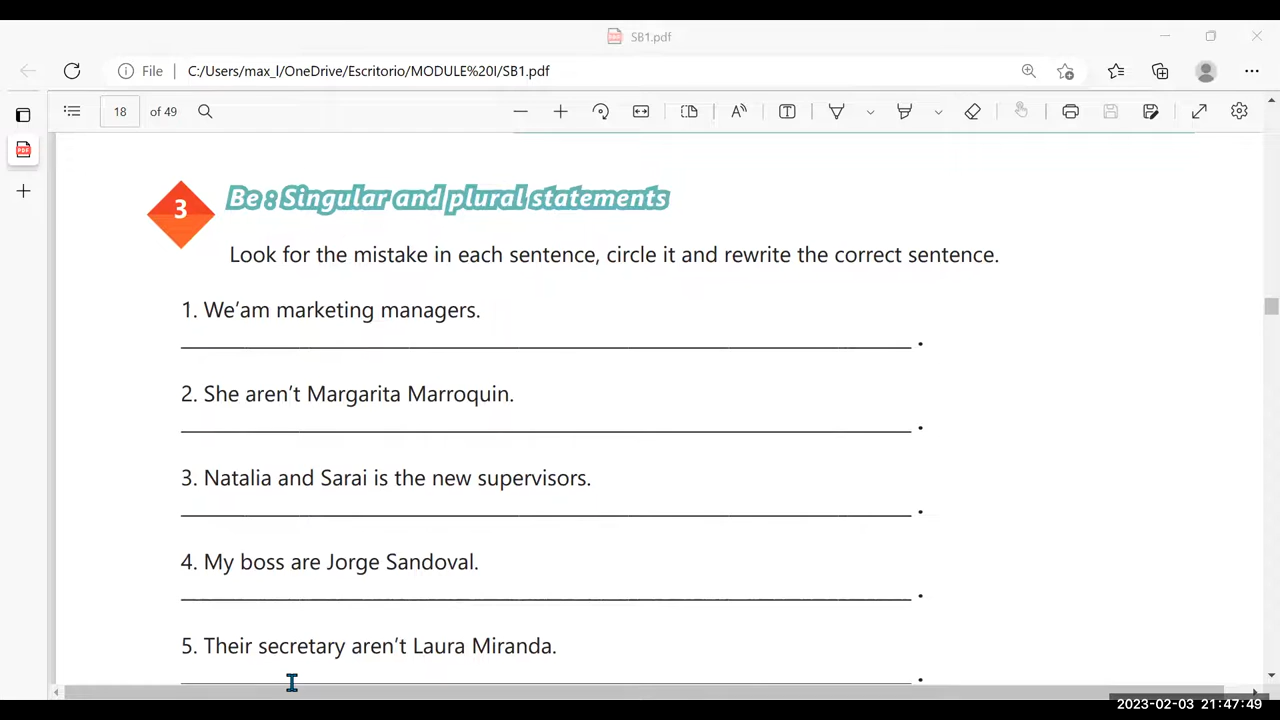 SB1.pdf
File C:/Users/max_l/OneDrive/Escritorio/MODULE%20I/SB1.pdf
18 of 49
3 Be : Singular and plural statements
Look for the mistake in each sentence, circle it and rewrite the correct sentence.
1. We’am marketing managers.
.
2. She aren’t Margarita Marroquin.
.
3. Natalia and Sarai is the new supervisors.
.
4. My boss are Jorge Sandoval.
.
5. Their secretary aren’t Laura Miranda.
.
2023-02-03 21:47:49